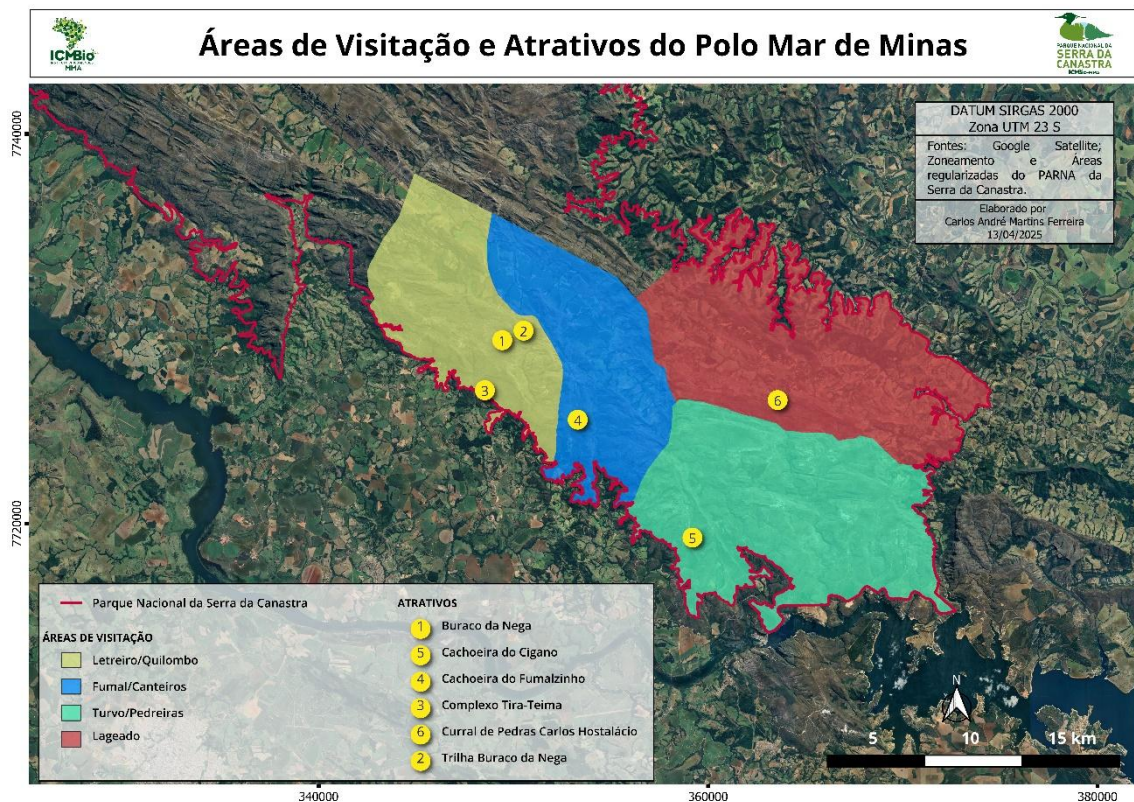 ICMBio
MMA
Áreas de Visitação e Atrativos do Polo Mar de Minas
PARQUE NACIONAL DA
SERRA DA
CANASTRA
ICMBio-MMA
DATUM SIRGAS 2000
Zona UTM 23 S
Fontes: Google Satellite;
Zoneamento e Áreas
regularizadas do PARNA da
Serra da Canastra.
Elaborado por
Carlos André Martins Ferreira
13/04/2025
7740000
7720000
1
2
3
4
6
5
Parque Nacional da Serra da Canastra
ÁREAS DE VISITAÇÃO
Letreiro/Quilombo
Fumal/Canteiros
Turvo/Pedreiras
Lageado
ATRATIVOS
1 Buraco da Nega
5 Cachoeira do Cigano
4 Cachoeira do Fumalzinho
3 Complexo Tira-Teima
6 Curral de Pedras Carlos Hostalácio
2 Trilha Buraco da Nega
N
5 10 15 km
340000 360000 380000